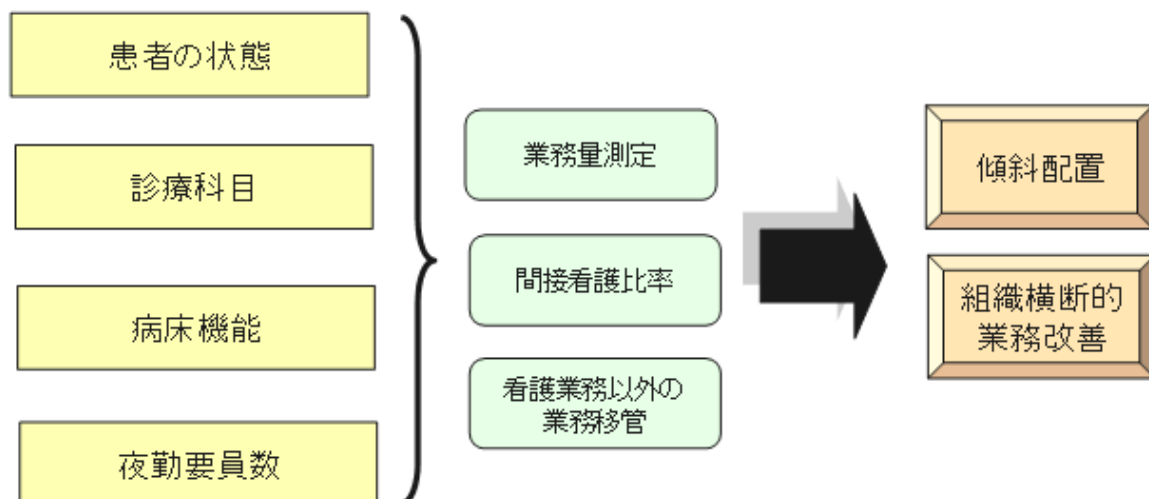 患者の状態
診療科目
病床機能
夜勤要員数
業務量測定
間接看護比率
看護業務以外の
業務移管
傾斜配置
組織横断的
業務改善